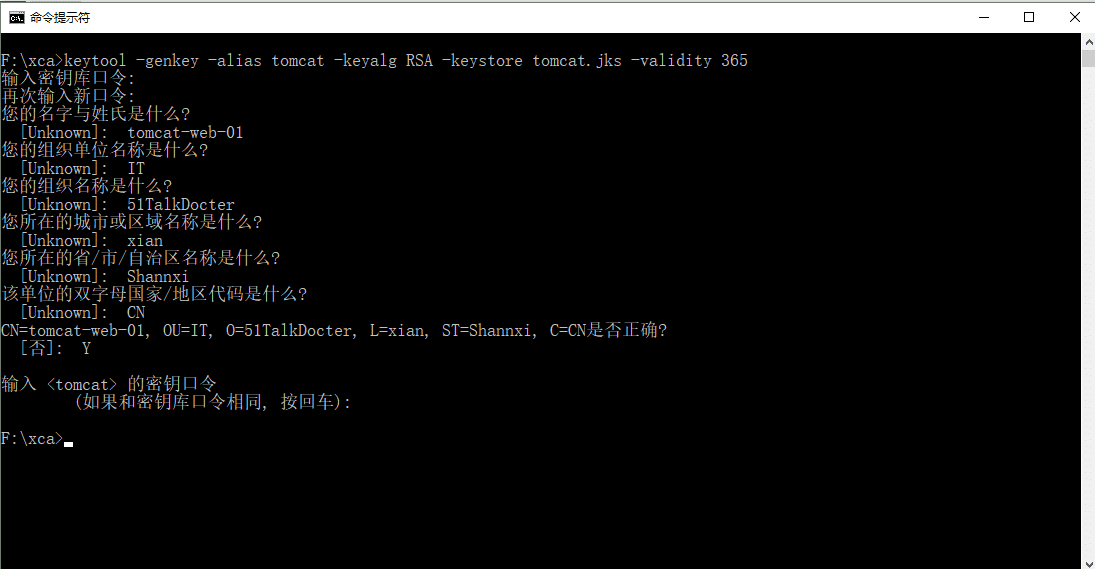 命令提示符
F:\xca>keytool -genkey -alias tomcat -keyalg RSA -keystore tomcat.jks -validity 365
输入密钥库口令:
再次输入新口令:
您的名字与姓氏是什么?
[Unknown]: tomcat-web-01
您的组织单位名称是什么?
[Unknown]: IT
您的组织名称是什么?
[Unknown]: 51TalkDocter
您所在的城市或区域名称是什么?
[Unknown]: xian
您所在的省/市/自治区名称是什么?
[Unknown]: Shannxi
该单位的双字母国家/地区代码是什么?
[Unknown]: CN
CN=tomcat-web-01, OU=IT, O=51TalkDocter, L=xian, ST=Shannxi, C=CN是否正确?
[否]: Y
输入 <tomcat> 的密钥口令
(如果和密钥库口令相同, 按回车):
F:\xca>